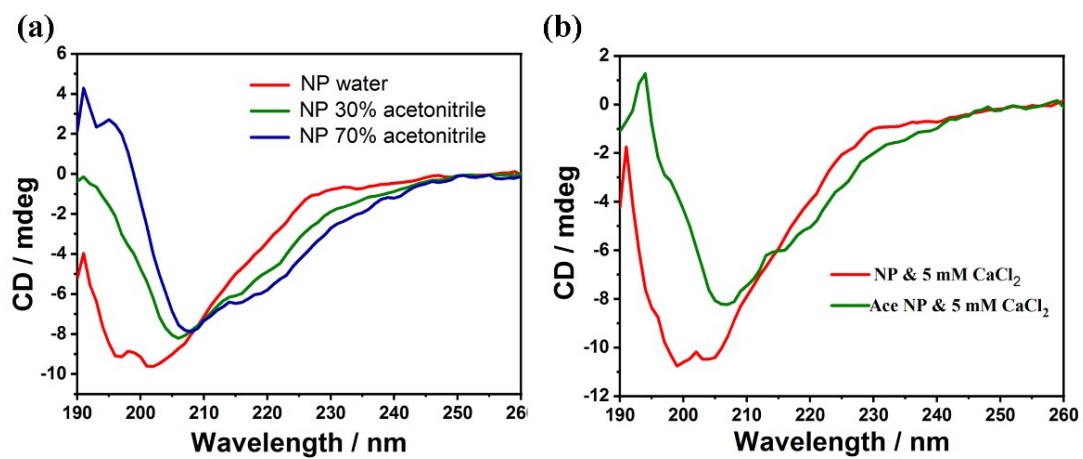 (a)
CD / mdeg
6
4
2
0
-2
-4
-6
-8
-10
NP water
NP 30% acetonitrile
NP 70% acetonitrile
190 200 210 220 230 240 250 260
Wavelength / nm
(b)
CD / mdeg
2
0
-2
-4
-6
-8
-10
-12
NP & 5 mM CaCl₂
Ace NP & 5 mM CaCl₂
190 200 210 220 230 240 250 260
Wavelength / nm